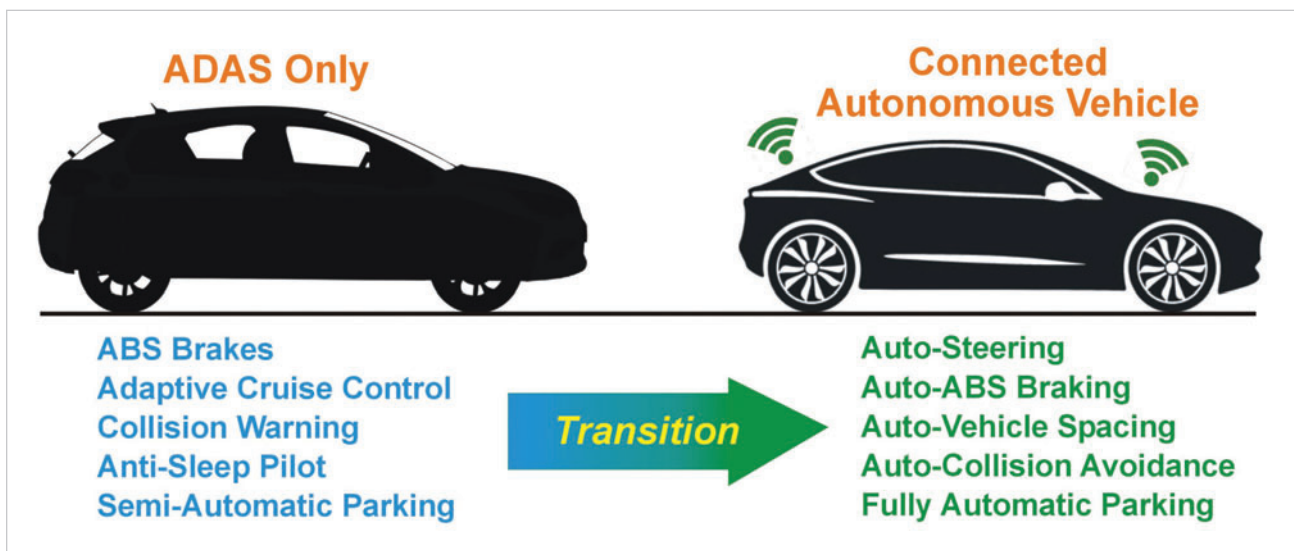 ADAS Only
Connected
Autonomous Vehicle
ABS Brakes
Adaptive Cruise Control
Collision Warning
Anti-Sleep Pilot
Semi-Automatic Parking
Transition
Auto-Steering
Auto-ABS Braking
Auto-Vehicle Spacing
Auto-Collision Avoidance
Fully Automatic Parking